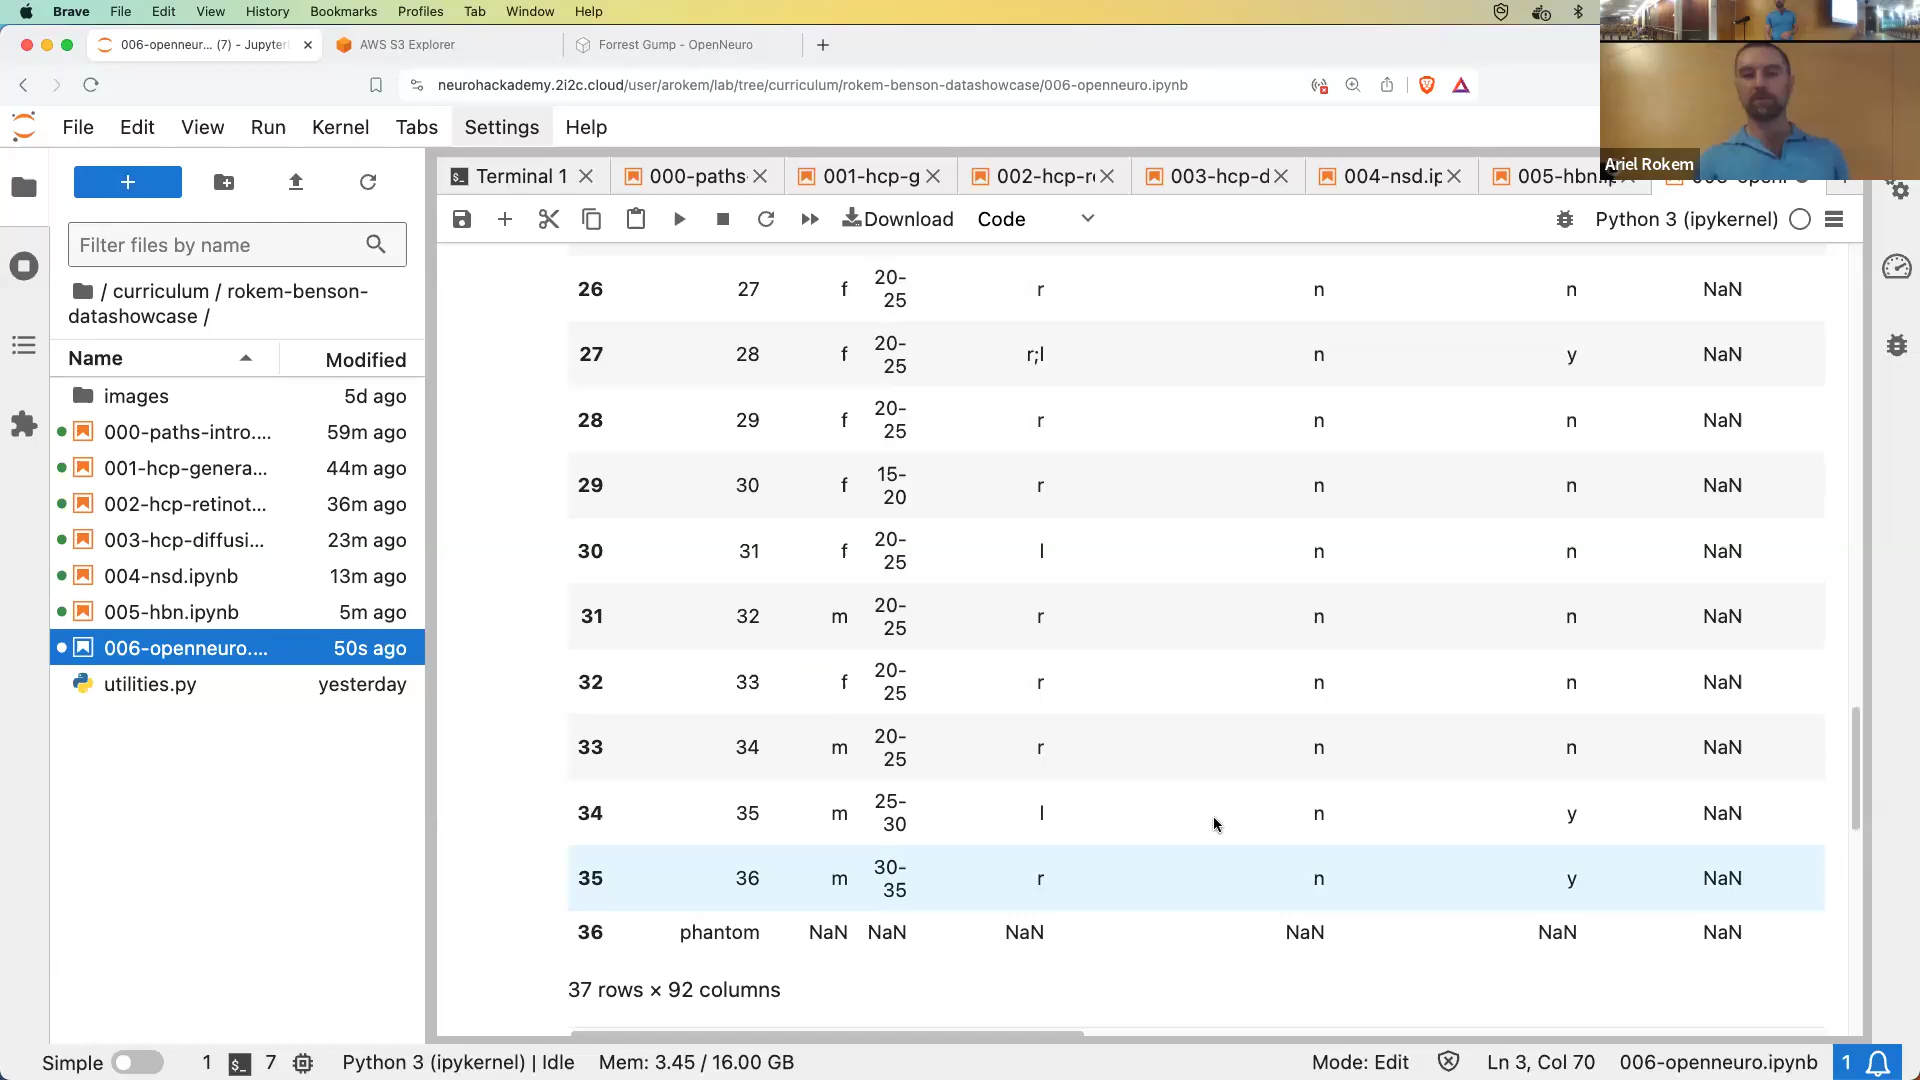 Brave File Edit View History Bookmarks Profiles Tab Window Help
006-openneur... (7) - Jupyter
AWS S3 Explorer
Forrest Gump - OpenNeuro
neurohackademy.2i2c.cloud/user/arokem/lab/tree/curriculum/rokem-benson-datashowcase/006-openneuro.ipynb
Ariel Rokem
File Edit View Run Kernel Tabs Settings Help
Terminal 1
000-paths
001-hcp-g
002-hcp-r
003-hcp-d
004-nsd.ip
005-hbn.ip
Download Code
Python 3 (ipykernel)
Filter files by name
/ curriculum / rokem-benson-
datashowcase /
Name Modified
images 5d ago
000-paths-intro.... 59m ago
001-hcp-genera... 44m ago
002-hcp-retinot... 36m ago
003-hcp-diffusi... 23m ago
004-nsd.ipynb 13m ago
005-hbn.ipynb 5m ago
006-openneuro.... 50s ago
utilities.py yesterday
26 27 f 20-
25 r n n NaN
27 28 f 20-
25 r;l n y NaN
28 29 f 20-
25 r n n NaN
29 30 f 15-
20 r n n NaN
30 31 f 20-
25 l n n NaN
31 32 m 20-
25 r n n NaN
32 33 f 20-
25 r n n NaN
33 34 m 20-
25 r n n NaN
34 35 m 25-
30 l n y NaN
35 36 m 30-
35 r n y NaN
36 phantom NaN NaN NaN NaN NaN NaN
37 rows × 92 columns
Simple 1 $_ 7 Python 3 (ipykernel) | Idle Mem: 3.45 / 16.00 GB Mode: Edit Ln 3, Col 70 006-openneuro.ipynb 1